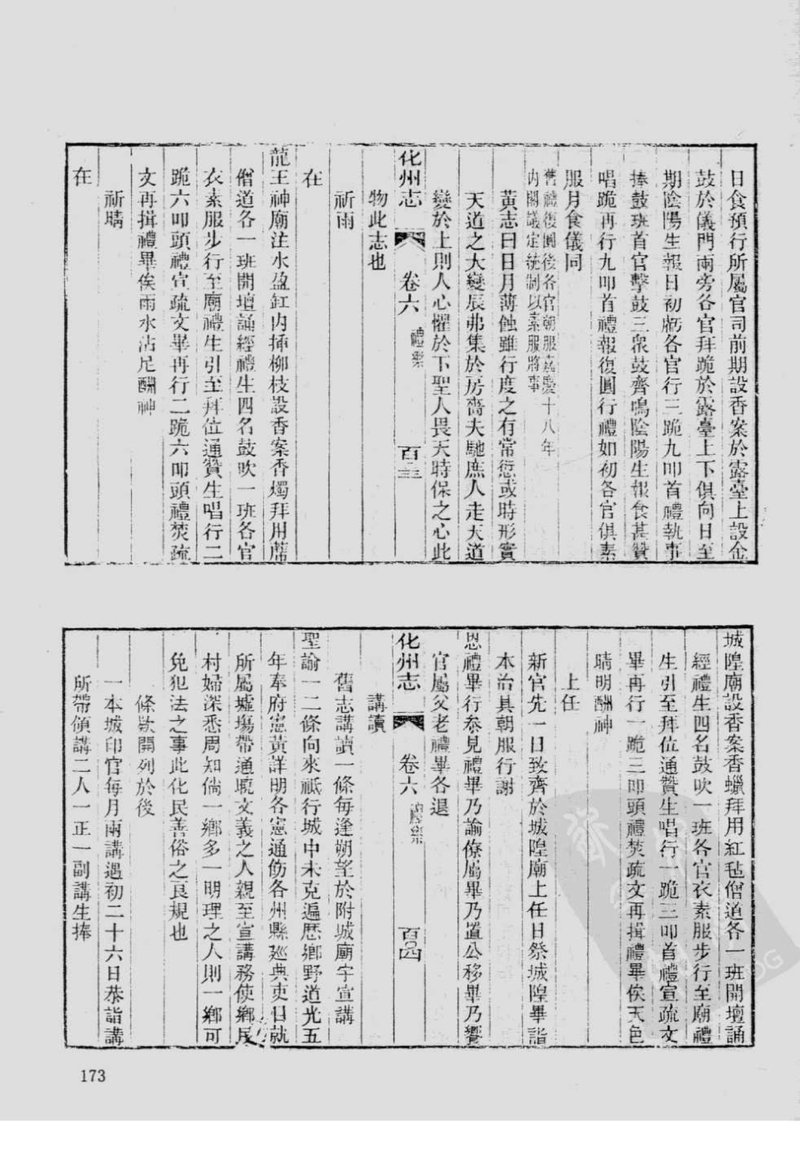 日食預行所屬官司前期設香案於露臺上設金
鼓於儀門兩旁各官拜跪於露臺上下俱向日至
期陰陽生報日初虧各官行三跪九叩首禮執事
捧鼓班首官擊鼓三眾鼓齊鳴陰陽生報食甚贊
唱跪再行九叩首禮報復圓行禮如初各官俱素
服月食儀同
舊禮復圓後各官朝服嘉慶十八年
內閣議定統制以素服將事
黃志曰日月薄蝕雖行度之有常愆或時形實
天道之大變辰弗集於房嗇夫馳庶人走天道
變於上則人心懼於下聖人畏天時保之心此
化州志
卷六
禮樂
百三
物此志也
祈雨
在
龍王神廟注水盈缸內插柳枝設香案香燭拜用蓆
僧道各一班開壇誦經禮生四名鼓吹一班各官
衣素服步行至廟禮生引至拜位通贊生唱行二
跪六叩頭禮宣疏文畢再行二跪六叩頭禮焚疏
文再揖禮畢俟雨水沾足酬神
祈晴
在
城隍廟設香案香蠟拜用紅毡僧道各一班開壇誦
經禮生四名鼓吹一班各官衣素服步行至廟禮
生引至拜位通贊生唱行一跪三叩首禮宣疏文
畢再行一跪三叩頭禮焚疏文再揖禮畢俟天色
晴明酬神
上任
新官先一日致齊於城隍廟上任日祭城隍畢詣
本治具朝服行謝
恩禮畢行叅見禮畢乃諭僚屬畢乃置公移畢乃饗
官屬父老禮畢各退
化州志
卷六
禮樂
百四
講讀
舊志講讀一條每逢朔望於附城廟宇宣講
聖諭一二條向來祇行城中未克遍歷鄉野道光五
年奉府憲黃詳明各憲通飭各州縣巡典吏目就
所屬墟塲帶通曉文義之人親至宣講務使鄉民
村婦深悉周知倘一鄉多一明理之人則一鄉可
免犯法之事此化民善俗之良規也
條欵開列於後
一本城印官每月兩講遇初二十六日恭詣講
所帶值講二人一正一副講生捧
173